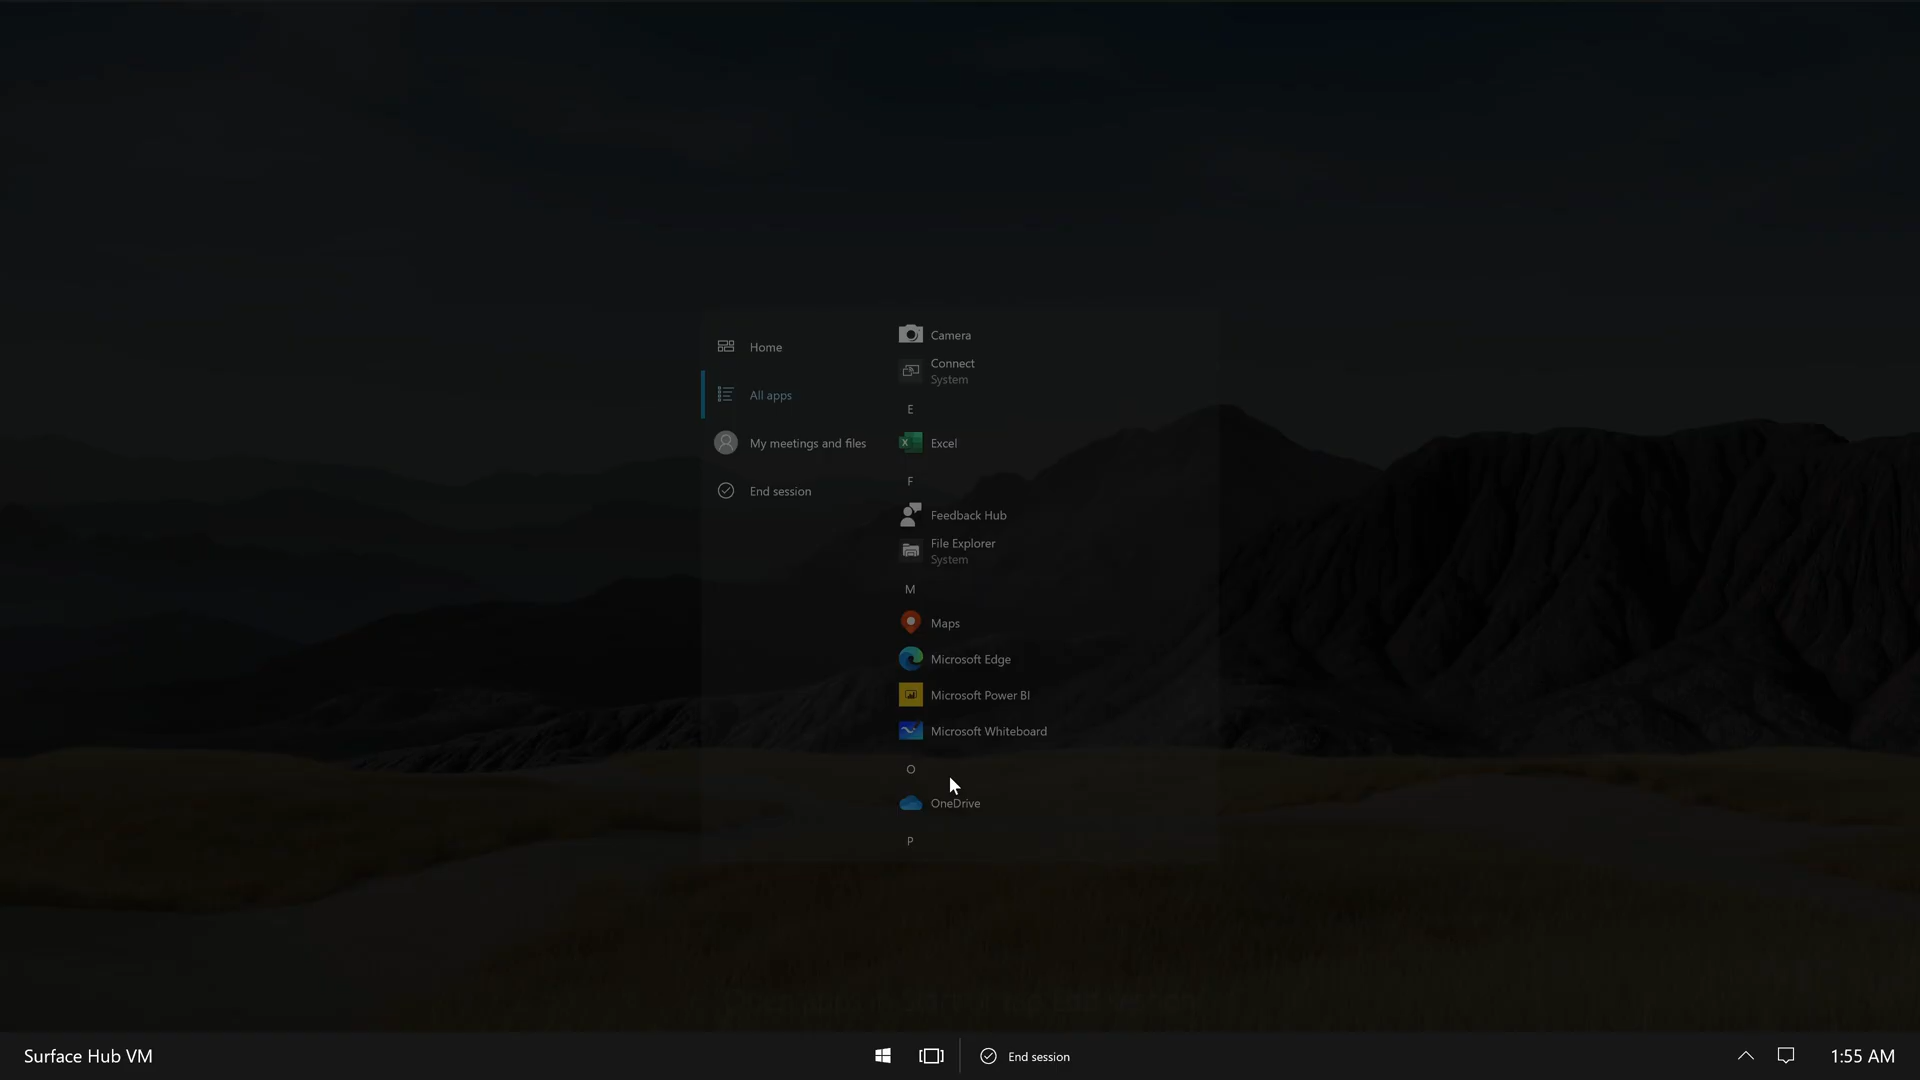 Home
All apps
My meetings and files
End session
Camera
Connect
System
E
Excel
F
Feedback Hub
File Explorer
System
M
Maps
Microsoft Edge
Microsoft Power BI
Microsoft Whiteboard
O
OneDrive
P
Surface Hub VM
End session
1:55 AM